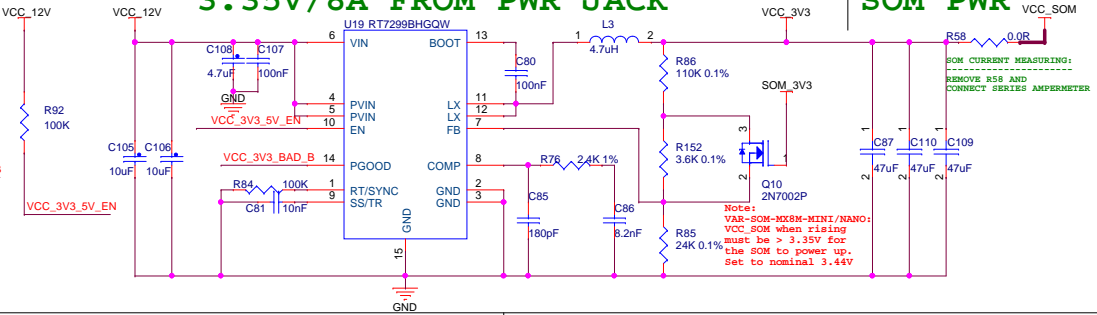 3.35V/8A FROM PWR JACK
SOM PWR
VCC_12V
VCC_12V
VCC_3V3
VCC_SOM
U19 RT7299BHGQW
L3
4.7uH
1
2
R58
0.0R
SOM CURRENT MEASURING:
REMOVE R58 AND
CONNECT SERIES AMPERMETER
6
VIN
BOOT
13
C108
C107
4.7uF
100nF
GND
C80
100nF
R86
110K 0.1%
SOM_3V3
R92
100K
4
PVIN
5
PVIN
10
EN
LX
11
LX
12
FB
7
VCC_3V3_5V_EN
VCC_3V3_BAD_B
14
PGOOD
COMP
8
R76
2.4K 1%
R152
3.6K 0.1%
3
1
2
Q10
2N7002P
C105
C106
10uF
10uF
C87
C110
C109
1
1
1
2
2
2
47uF
47uF
47uF
R84
100K
1
RT/SYNC
9
SS/TR
C81
10nF
GND
2
GND
3
GND
15
GND
C85
180pF
C86
8.2nF
R85
24K 0.1%
VCC_3V3_5V_EN
Note:
VAR-SOM-MX8M-MINI/NANO:
VCC_SOM when rising
must be > 3.35V for
the SOM to power up.
Set to nominal 3.44V